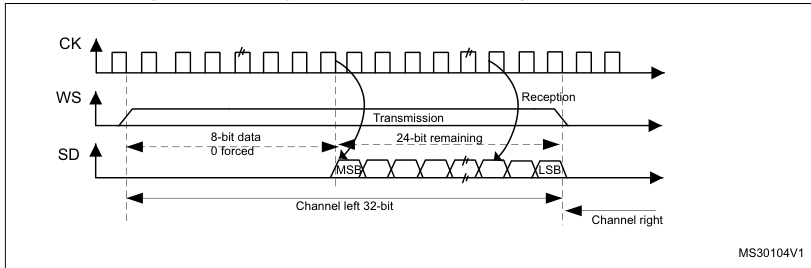 CK
WS
Reception
Transmission
8-bit data
0 forced
24-bit remaining
SD
MSB
LSB
Channel left 32-bit
Channel right
MS30104V1